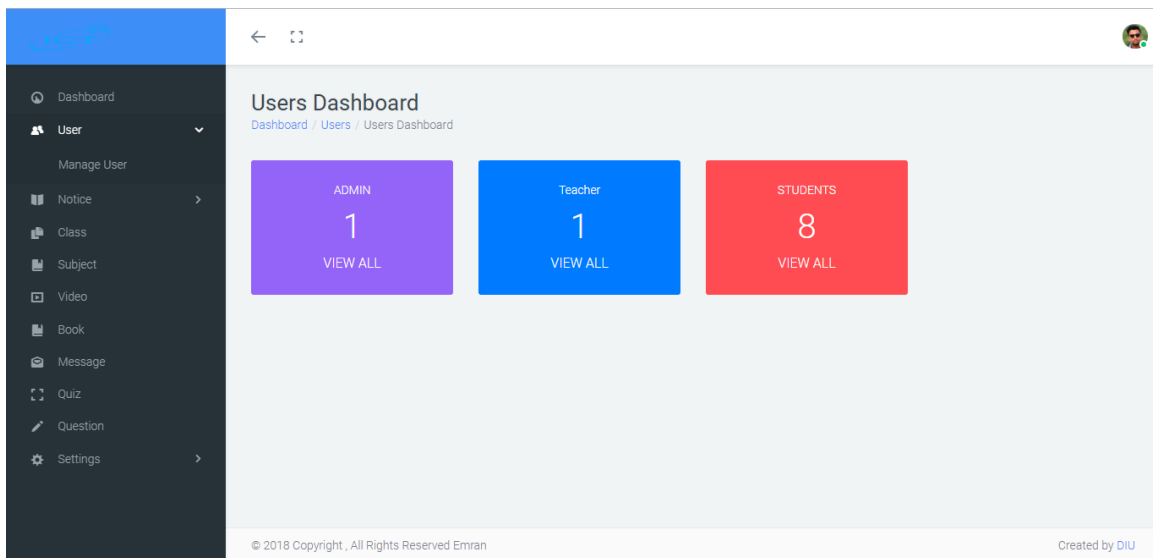 Dashboard
User
Manage User
Notice
Class
Subject
Video
Book
Message
Quiz
Question
Settings
Users Dashboard
Dashboard / Users / Users Dashboard
ADMIN
1
VIEW ALL
Teacher
1
VIEW ALL
STUDENTS
8
VIEW ALL
© 2018 Copyright , All Rights Reserved Emran
Created by DIU